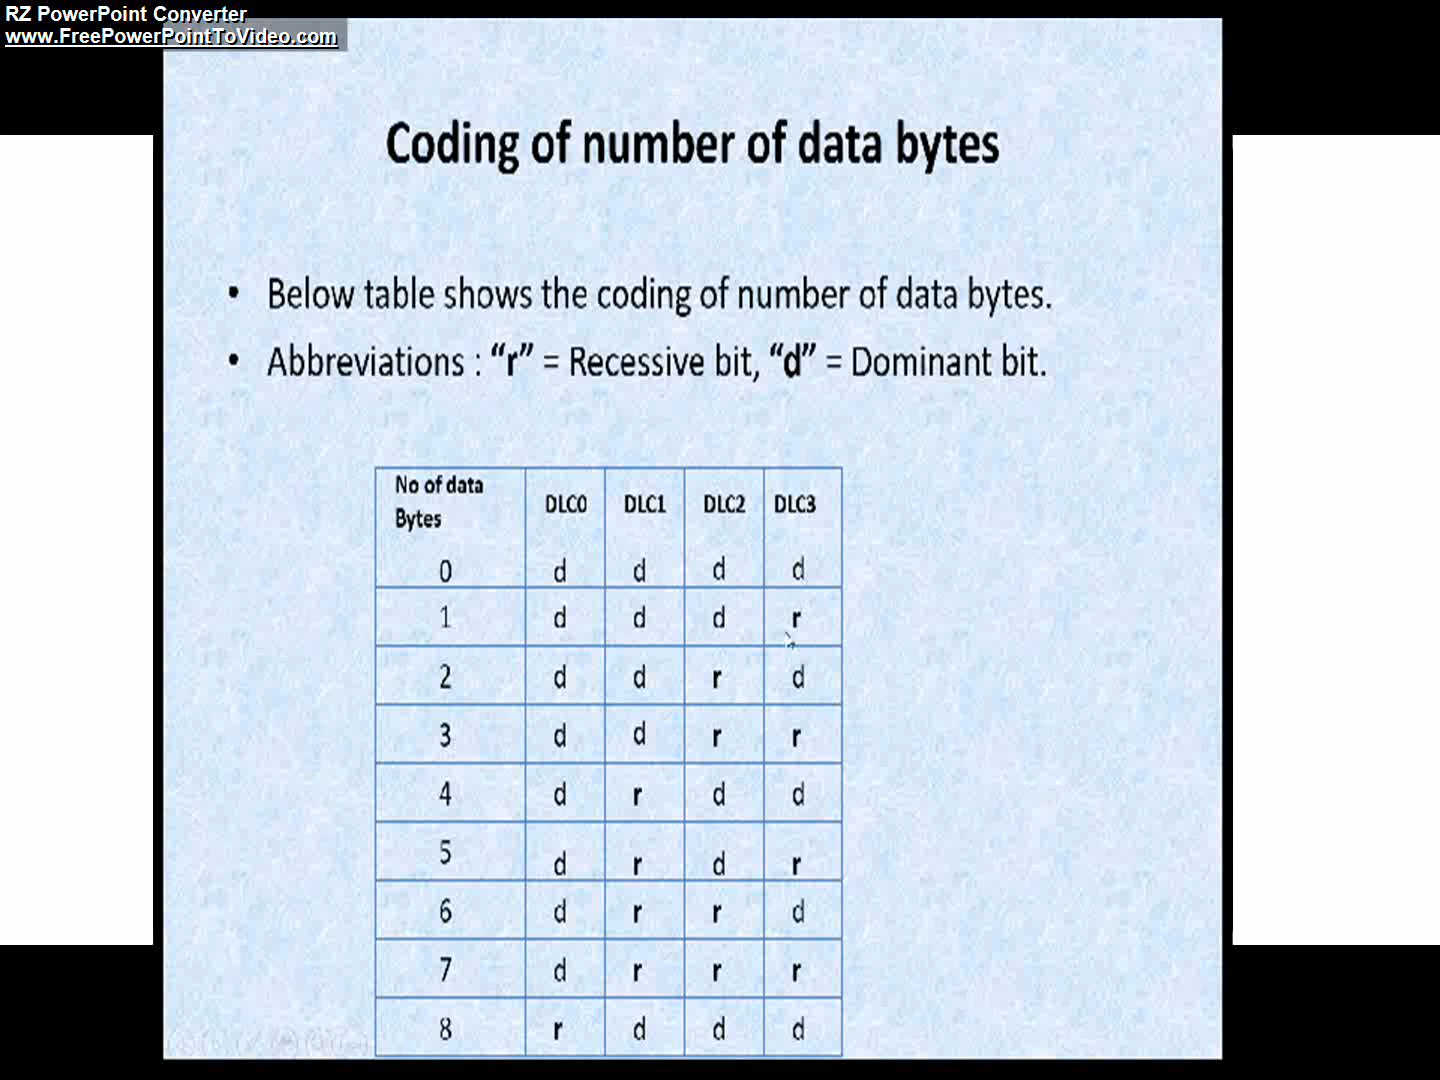 RZ PowerPoint Converter
www.FreePowerPointToVideo.com
Coding of number of data bytes
• Below table shows the coding of number of data bytes.
• Abbreviations : “r” = Recessive bit, “d” = Dominant bit.
No of data Bytes DLC0 DLC1 DLC2 DLC3
0 d d d d
1 d d d r
2 d d r d
3 d d r r
4 d r d d
5 d r d r
6 d r r d
7 d r r r
8 r d d d